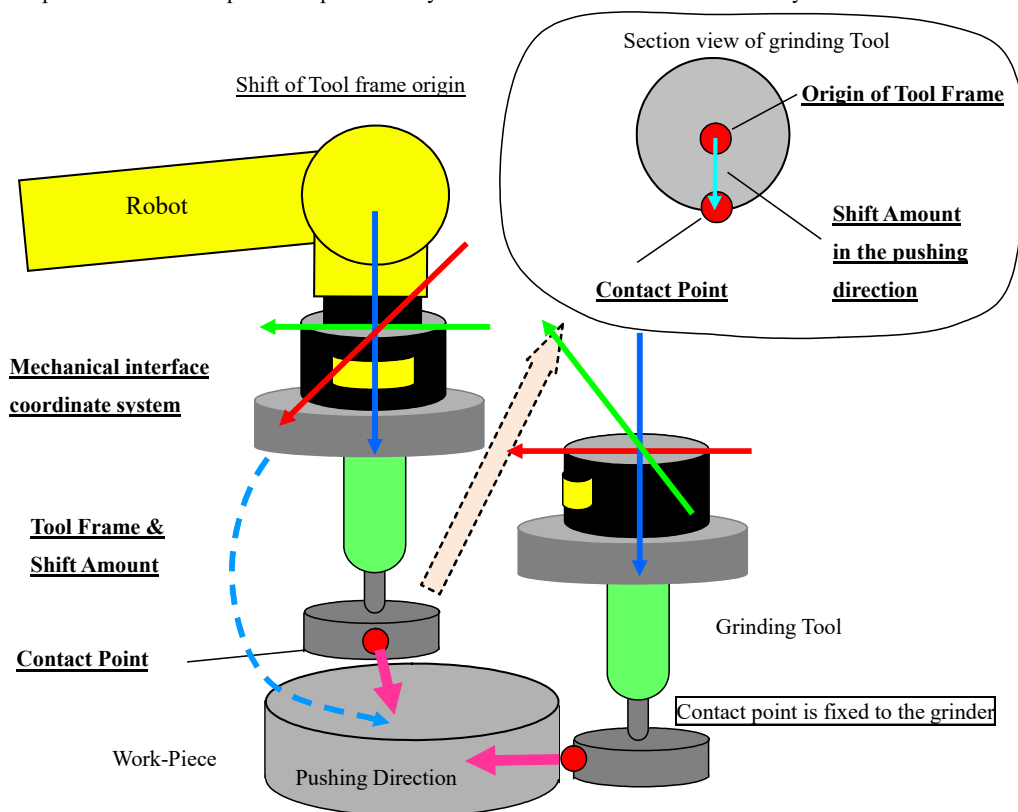 Section view of grinding Tool
Shift of Tool frame origin
Origin of Tool Frame
Robot
Shift Amount
in the pushing
direction
Contact Point
Mechanical interface
coordinate system
Tool Frame &
Shift Amount
Grinding Tool
Contact Point
Contact point is fixed to the grinder
Work-Piece
Pushing Direction